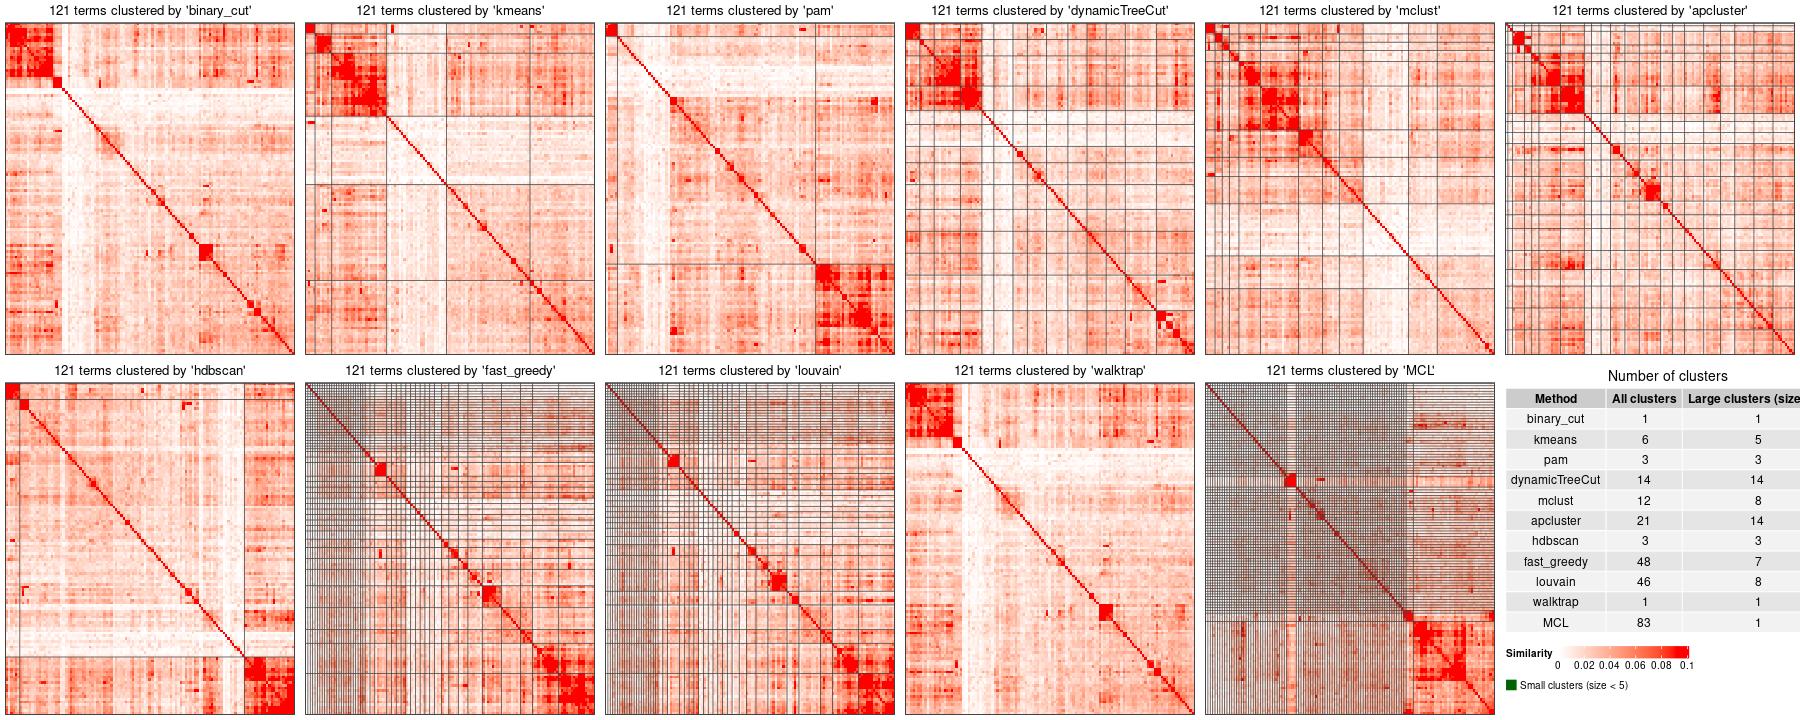 121 terms clustered by 'binary_cut'
121 terms clustered by 'kmeans'
121 terms clustered by 'pam'
121 terms clustered by 'dynamicTreeCut'
121 terms clustered by 'mclust'
121 terms clustered by 'apcluster'
121 terms clustered by 'hdbscan'
121 terms clustered by 'fast_greedy'
121 terms clustered by 'louvain'
121 terms clustered by 'walktrap'
121 terms clustered by 'MCL'
Number of clusters
Method All clusters Large clusters (size
binary_cut 1 1
kmeans 6 5
pam 3 3
dynamicTreeCut 14 14
mclust 12 8
apcluster 21 14
hdbscan 3 3
fast_greedy 48 7
louvain 46 8
walktrap 1 1
MCL 83 1
Similarity
0 0.02 0.04 0.06 0.08 0.1
Small clusters (size < 5)